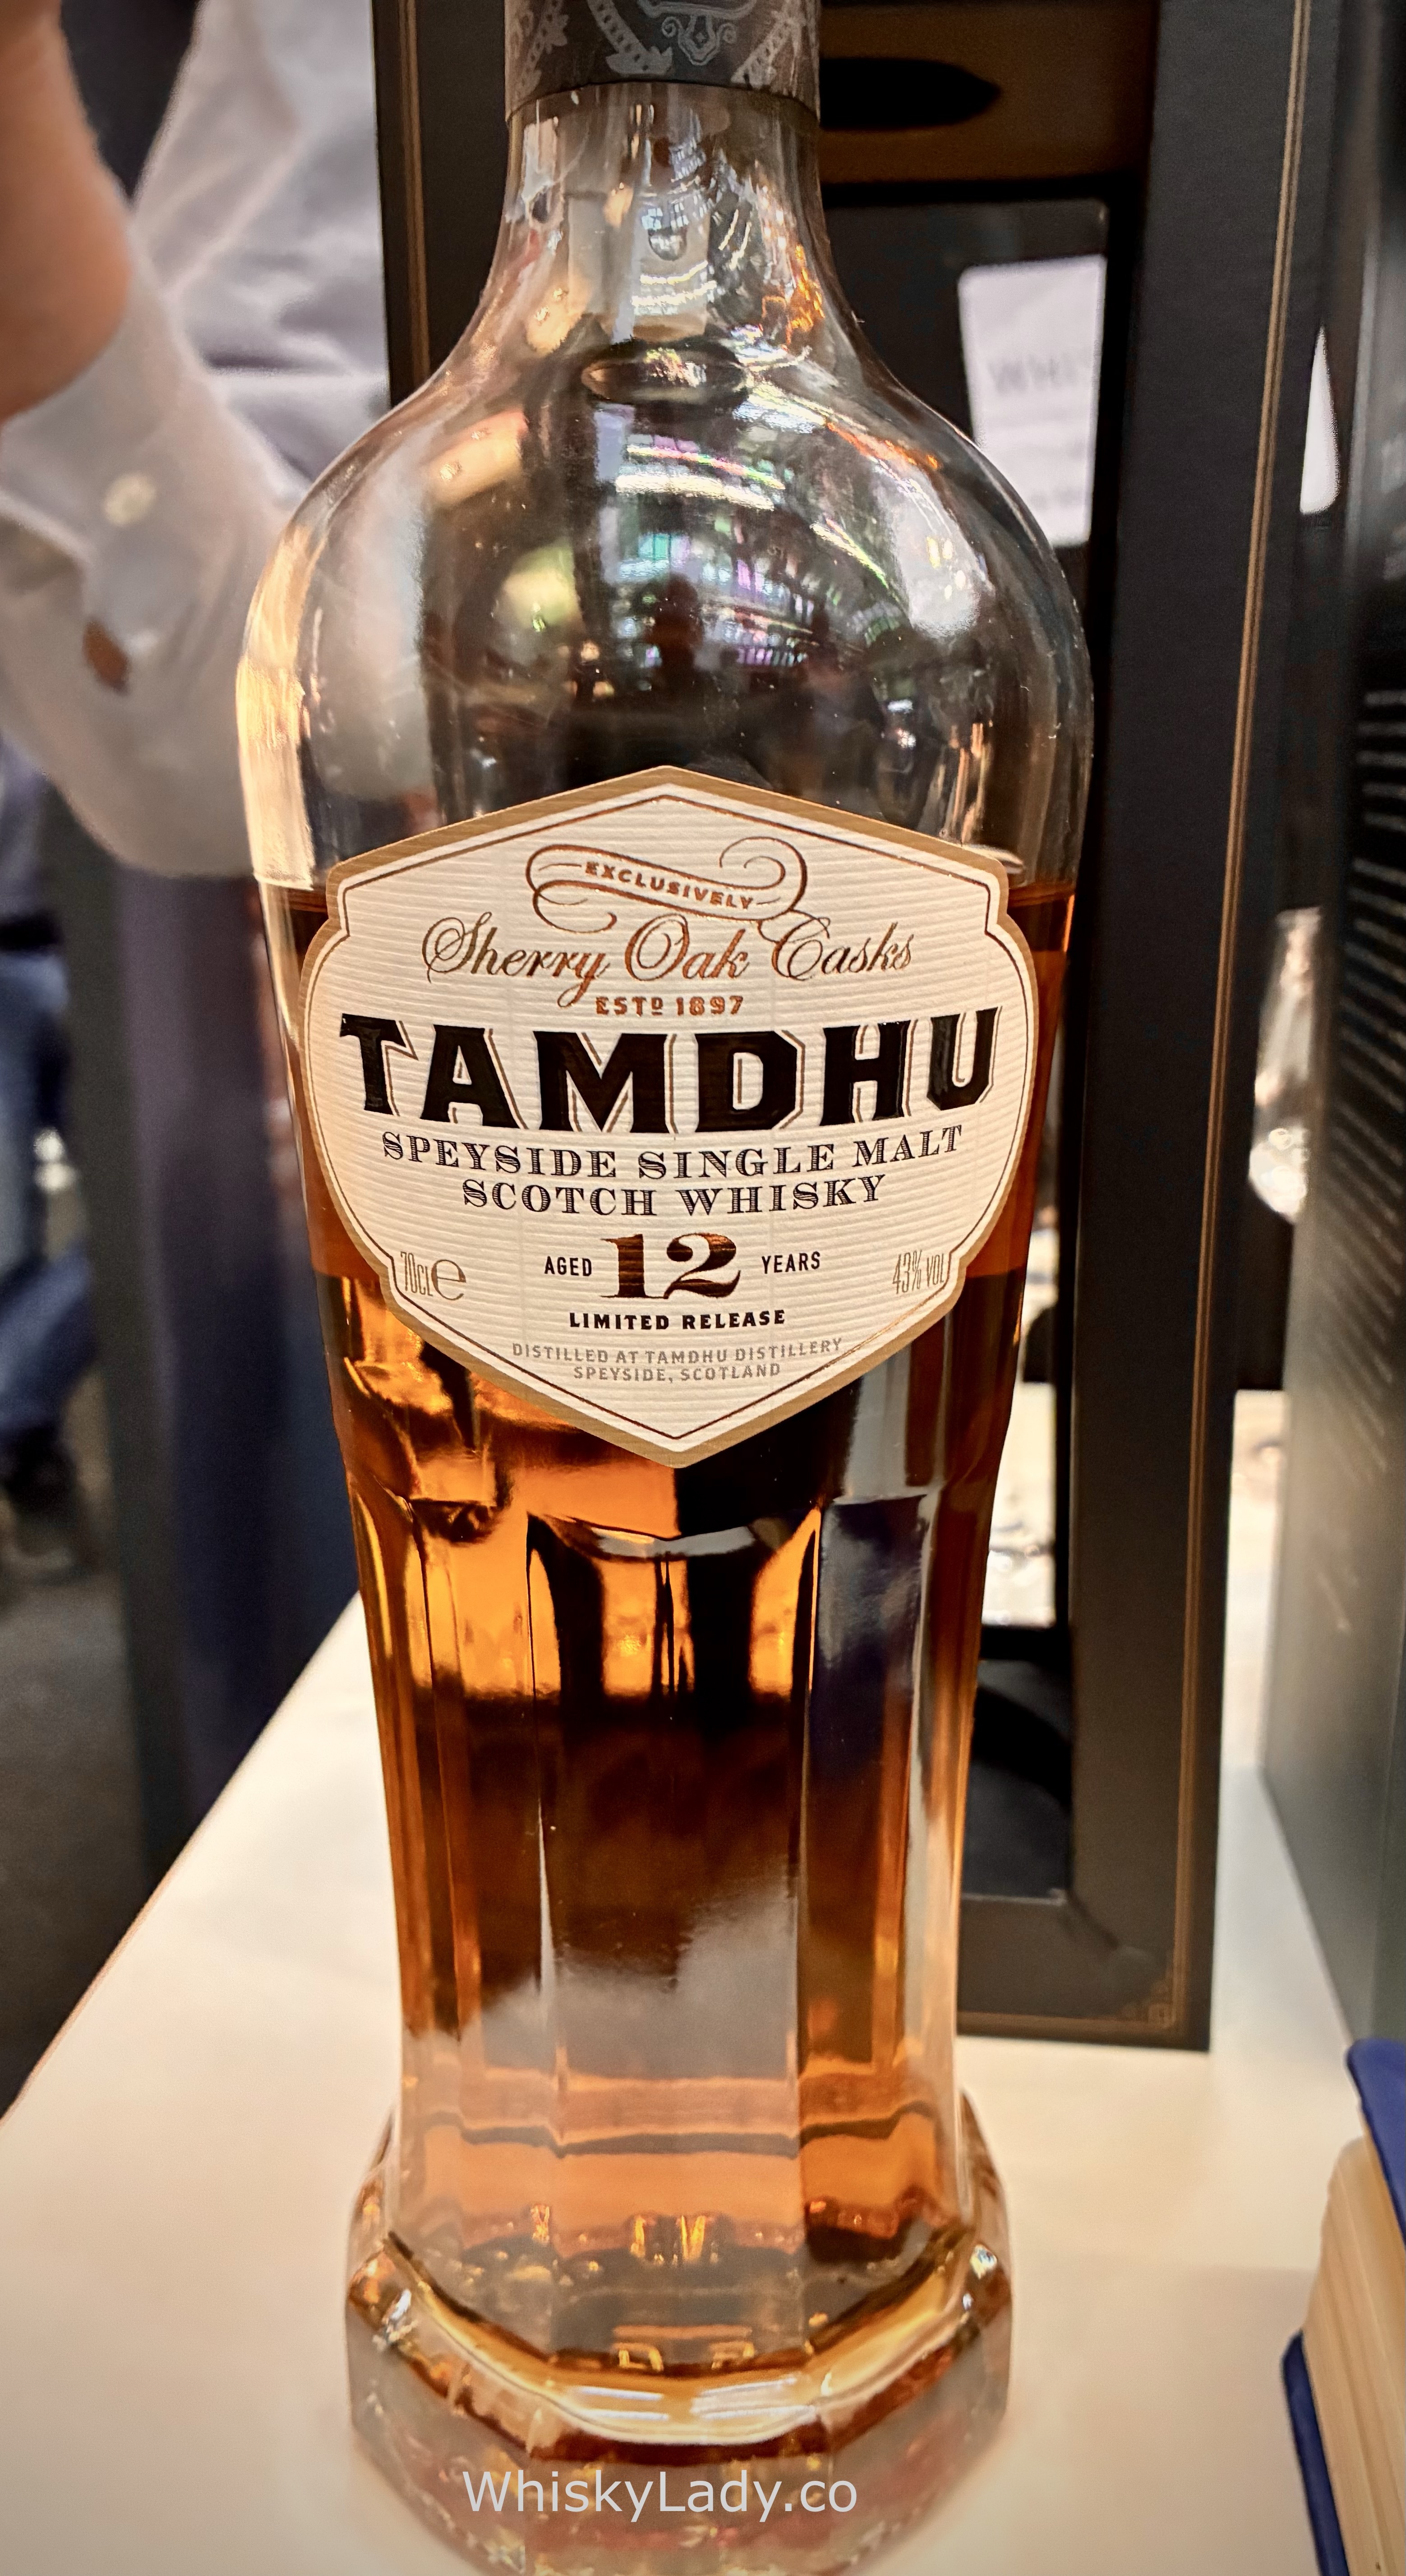 WHIS
EXCLUSIVELY
Sherry Oak Casks
ESTD 1897
TAMDHU
SPEYSIDE SINGLE MALT
SCOTCH WHISKY
AGED 12 YEARS
70CL e
43% VOL
LIMITED RELEASE
DISTILLED AT TAMDHU DISTILLERY
SPEYSIDE, SCOTLAND
WhiskyLady.co